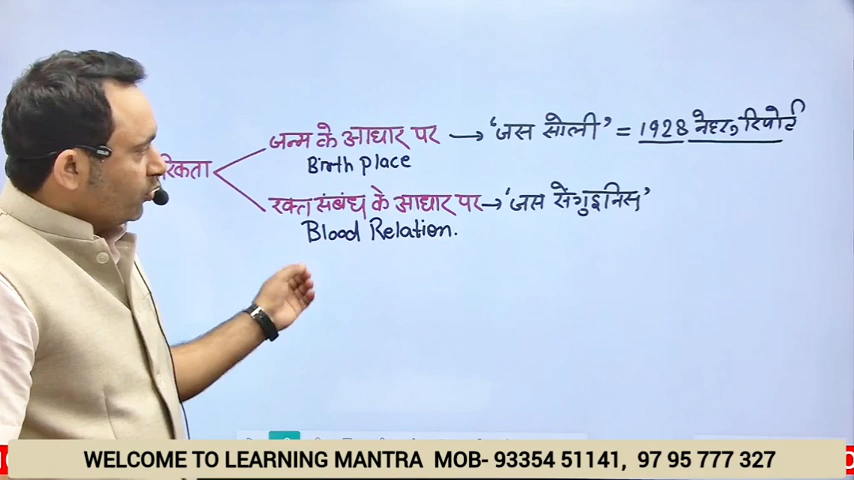 जन्म के आधार पर → 'जस सोली' = 1928 नेहरू रिपोर्ट
Birth place
रिकता
रक्त संबंध के आधार पर → 'जस सेंगुइनिस'
Blood Relation.
WELCOME TO LEARNING MANTRA MOB- 93354 51141, 97 95 777 327